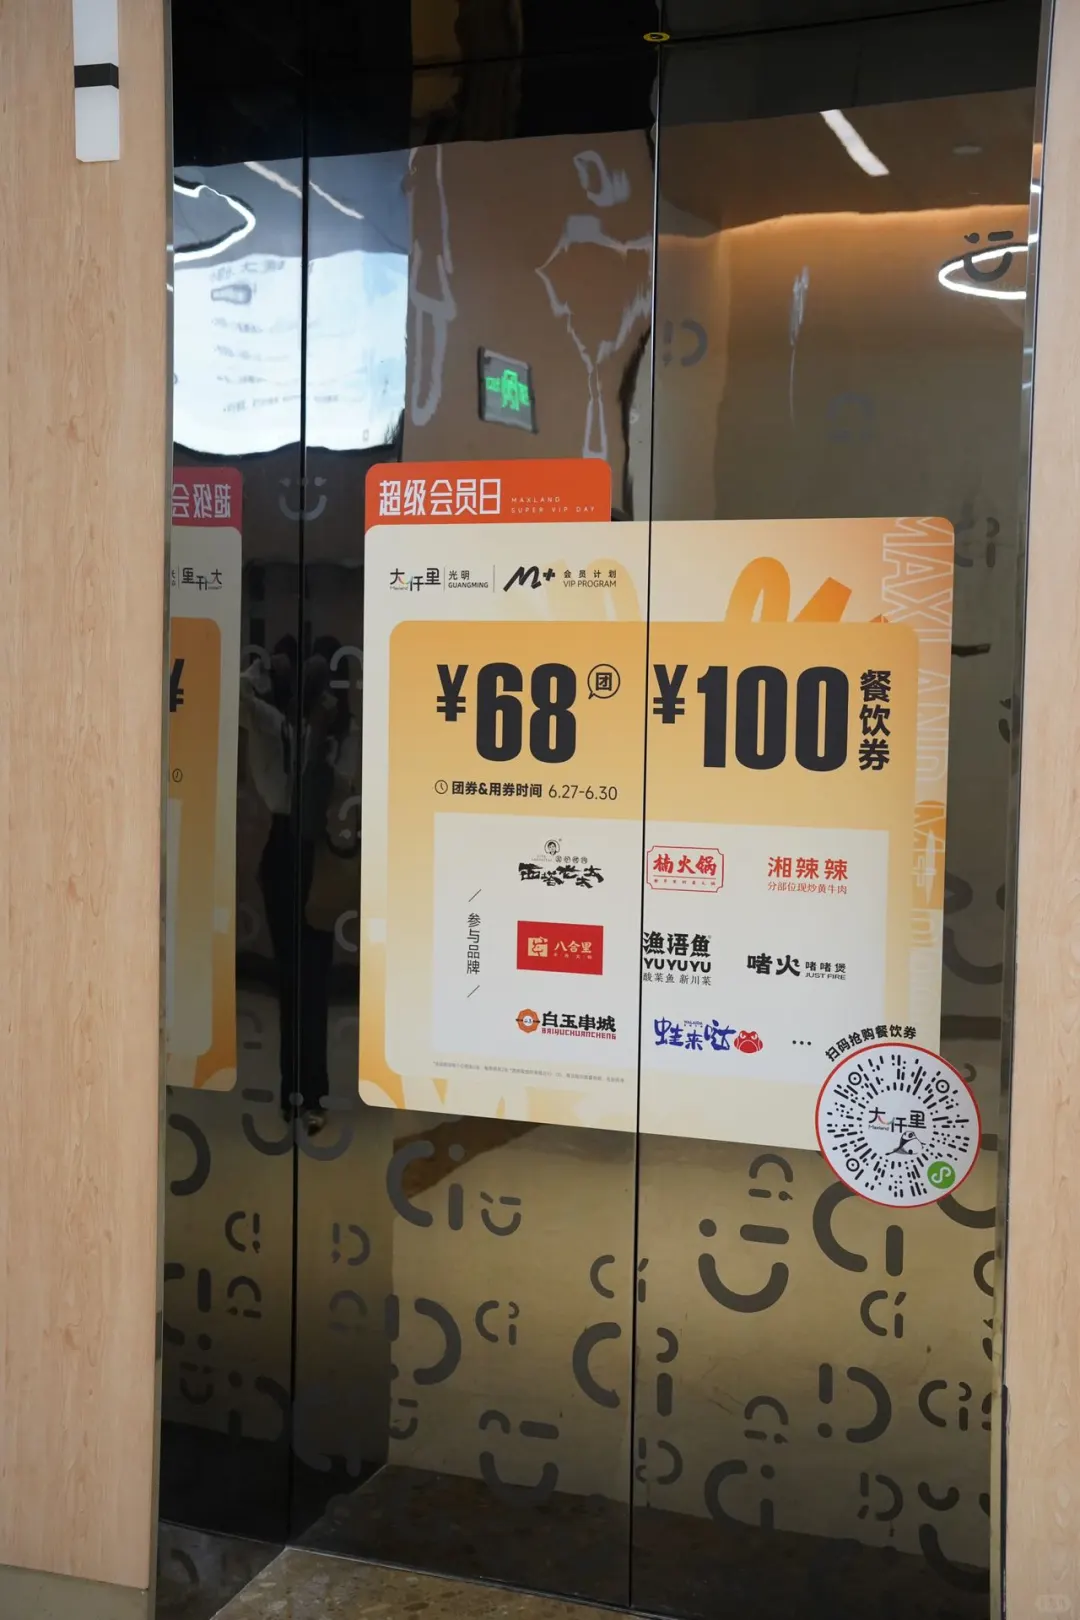 超级会员日
MAXLAND
SUPER VIP DAY
大仟里
Maxland
光明
GUANGMING
M+
会员计划
VIP PROGRAM
MAXLAND M+
¥68
团
¥100
餐饮券
团券&用券时间 6.27-6.30
参与品牌
楠火锅
湘辣辣
分部位现炒黄牛肉
八合里
渔语鱼
YUYUYU
酸菜鱼 新川菜
啫火
啫啫煲
JUST FIRE
白玉串城
BAIYUCHUANCHENG
蛙来哒
...
扫码抢购餐饮券
大仟里
Maxland